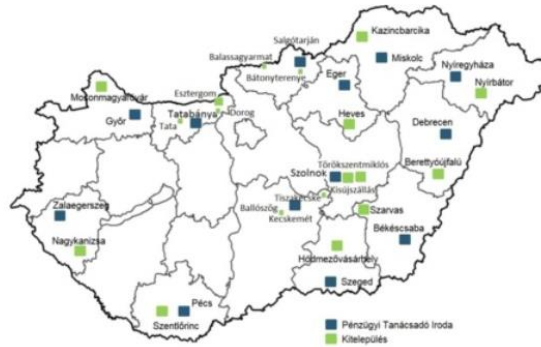 Kazincbarcika
Salgótarján
Balassagyarmat
Miskolc
Nyíregyháza
Bátonyterenye
Eger
Nyírbátor
Mosonmagyaróvár
Esztergom
Dorog
Győr
Tatabánya
Tata
Heves
Debrecen
Törökszentmiklós
Berettyóújfalú
Szolnok
Kisújszállás
Tiszakécske
Zalaegerszeg
Ballószög
Kecskemét
Szarvas
Békéscsaba
Nagykanizsa
Hódmezővásárhely
Szeged
Pécs
Szentlőrinc
Pénzügyi Tanácsadó Iroda
Kitelepülés